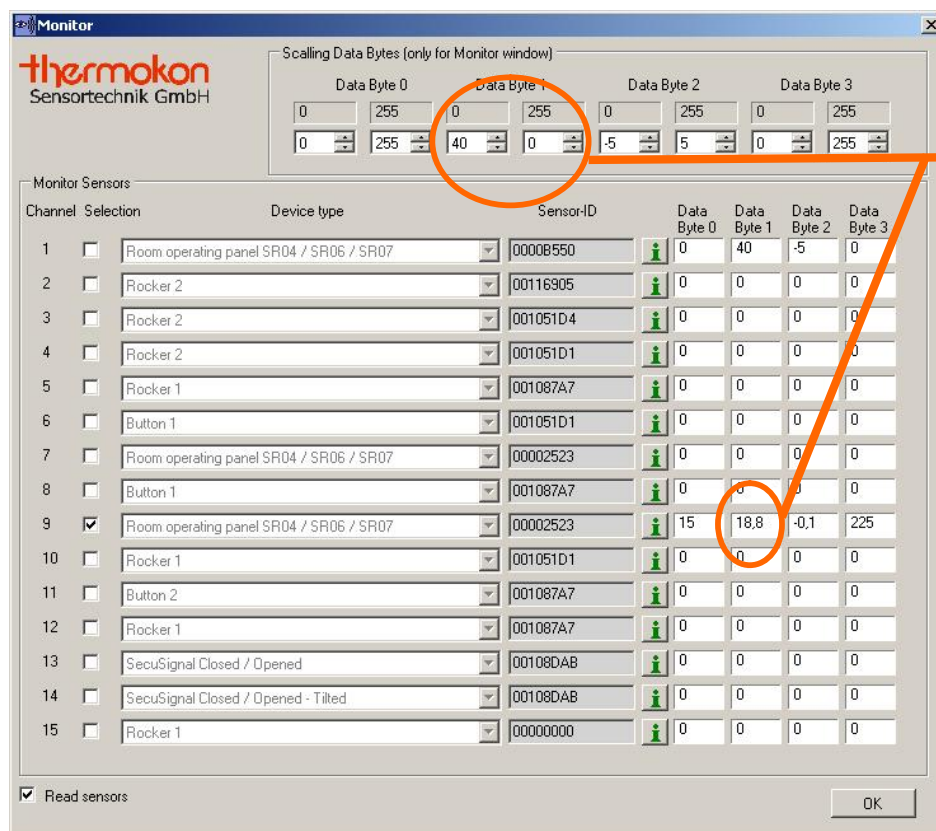 Monitor
thermokon
Sensortechnik GmbH
Scalling Data Bytes (only for Monitor window)
Data Byte 0 Data Byte 1 Data Byte 2 Data Byte 3
0 255 0 255 0 255 0 255
0 255 40 0 -5 5 0 255
Monitor Sensors
Channel Selection Device type Sensor-ID Data Byte 0 Data Byte 1 Data Byte 2 Data Byte 3
1 Room operating panel SR04 / SR06 / SR07 0000B550 i 0 40 -5 0
2 Rocker 2 00116905 i 0 0 0 0
3 Rocker 2 001051D4 i 0 0 0 0
4 Rocker 2 001051D1 i 0 0 0 0
5 Rocker 1 001087A7 i 0 0 0 0
6 Button 1 001051D1 i 0 0 0 0
7 Room operating panel SR04 / SR06 / SR07 00002523 i 0 0 0 0
8 Button 1 001087A7 i 0 0 0 0
9 Room operating panel SR04 / SR06 / SR07 00002523 i 15 18,8 -0,1 225
10 Rocker 1 001051D1 i 0 0 0 0
11 Button 2 001087A7 i 0 0 0 0
12 Rocker 1 001087A7 i 0 0 0 0
13 SecuSignal Closed / Opened 00108DAB i 0 0 0 0
14 SecuSignal Closed / Opened - Tilted 00108DAB i 0 0 0 0
15 Rocker 1 00000000 i 0 0 0 0
Read sensors
OK